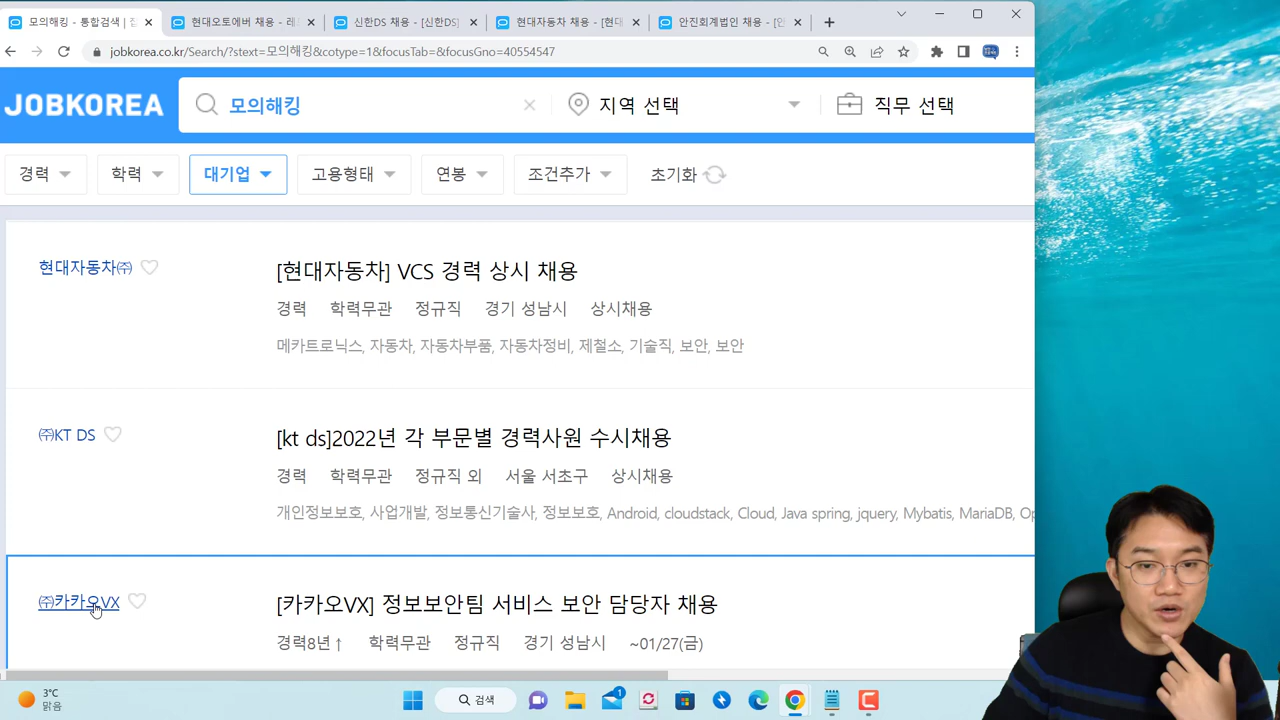 모의해킹 - 통합검색 | 잡
현대오토에버 채용 - 레
신한DS 채용 - [신한DS]
현대자동차 채용 - [현대
안진회계법인 채용 - [안
jobkorea.co.kr/Search/?stext=모의해킹&cotype=1&focusTab=&focusGno=40554547
JOBKOREA
모의해킹
지역 선택
직무 선택
경력
학력
대기업
고용형태
연봉
조건추가
초기화
현대자동차㈜
[현대자동차] VCS 경력 상시 채용
경력 학력무관 정규직 경기 성남시 상시채용
메카트로닉스, 자동차, 자동차부품, 자동차정비, 제철소, 기술직, 보안, 보안
㈜KT DS
[kt ds]2022년 각 부문별 경력사원 수시채용
경력 학력무관 정규직 외 서울 서초구 상시채용
개인정보보호, 사업개발, 정보통신기술사, 정보보호, Android, cloudstack, Cloud, Java spring, jquery, Mybatis, MariaDB, Op
㈜카카오VX
[카카오VX] 정보보안팀 서비스 보안 담당자 채용
경력8년↑ 학력무관 정규직 경기 성남시 ~01/27(금)
3°C
맑음
검색
1